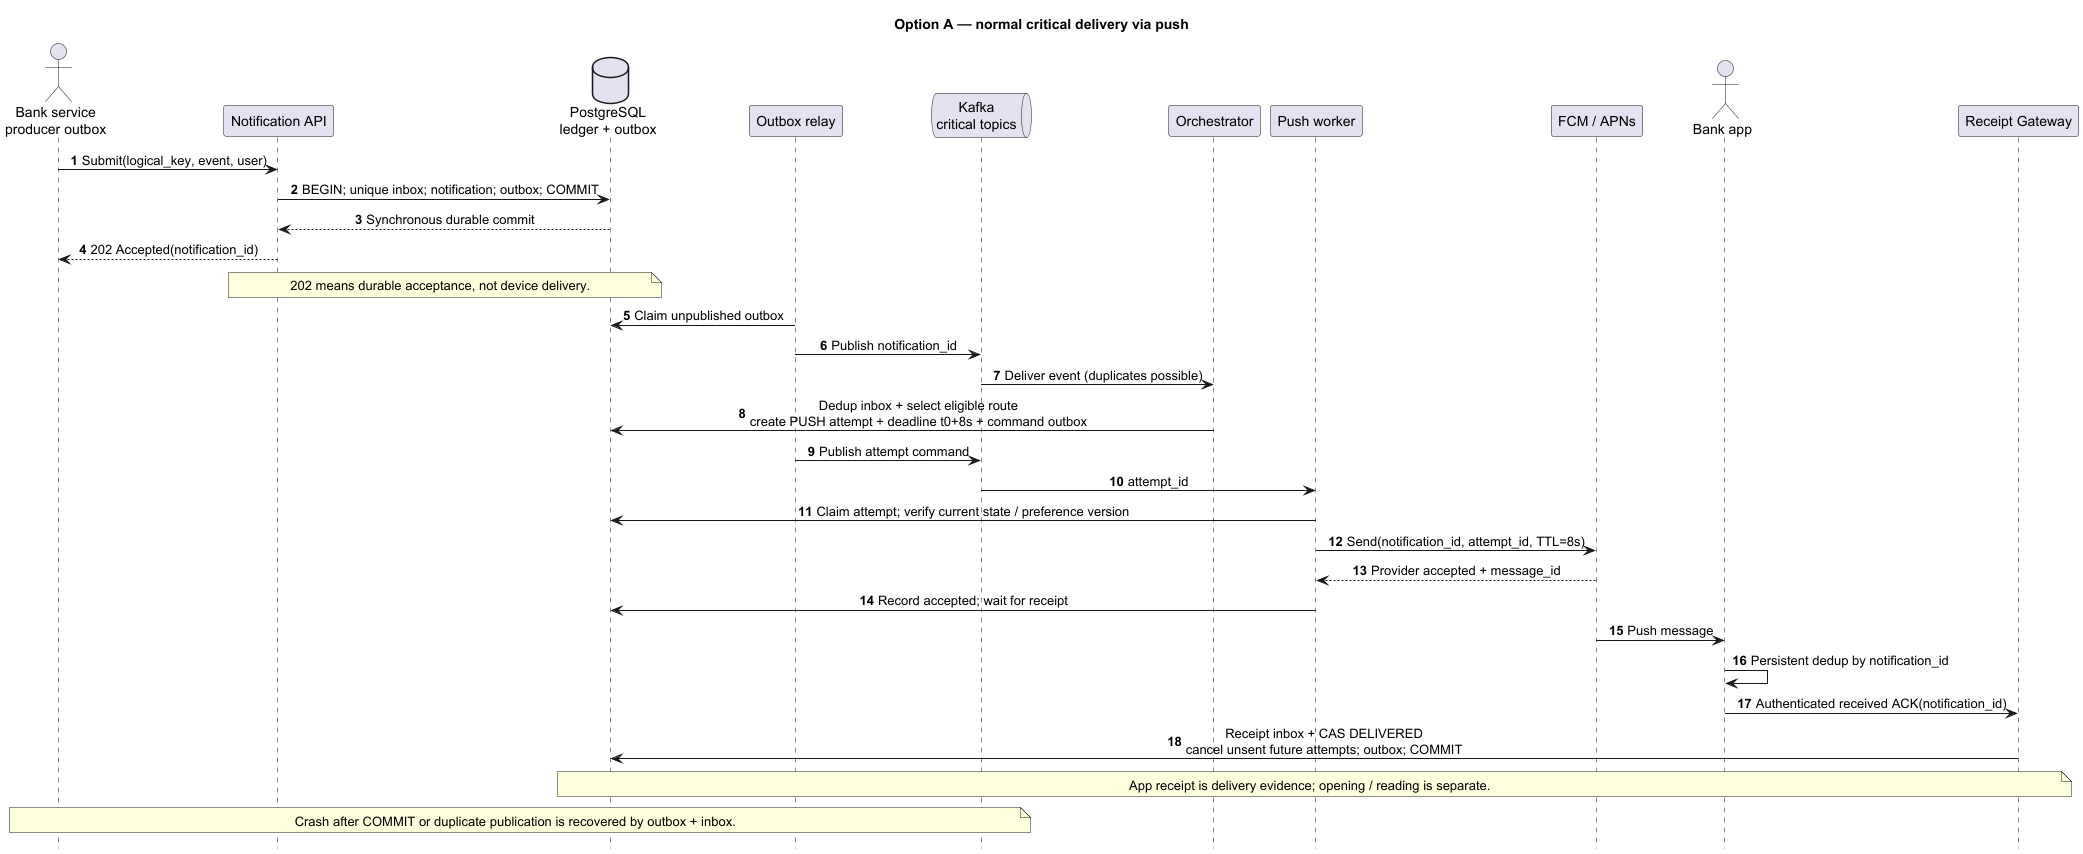 Option A — normal critical delivery via push
Bank service
producer outbox
Notification API
PostgreSQL
ledger + outbox
Outbox relay
Kafka
critical topics
Orchestrator
Push worker
FCM / APNs
Bank app
Receipt Gateway
1 Submit(logical_key, event, user)
2 BEGIN; unique inbox; notification; outbox; COMMIT
3 Synchronous durable commit
4 202 Accepted(notification_id)
202 means durable acceptance, not device delivery.
5 Claim unpublished outbox
6 Publish notification_id
7 Deliver event (duplicates possible)
8 Dedup inbox + select eligible route
create PUSH attempt + deadline t0+8s + command outbox
9 Publish attempt command
10 attempt_id
11 Claim attempt; verify current state / preference version
12 Send(notification_id, attempt_id, TTL=8s)
13 Provider accepted + message_id
14 Record accepted; wait for receipt
15 Push message
16 Persistent dedup by notification_id
17 Authenticated received ACK(notification_id)
18 Receipt inbox + CAS DELIVERED
cancel unsent future attempts; outbox; COMMIT
App receipt is delivery evidence; opening / reading is separate.
Crash after COMMIT or duplicate publication is recovered by outbox + inbox.